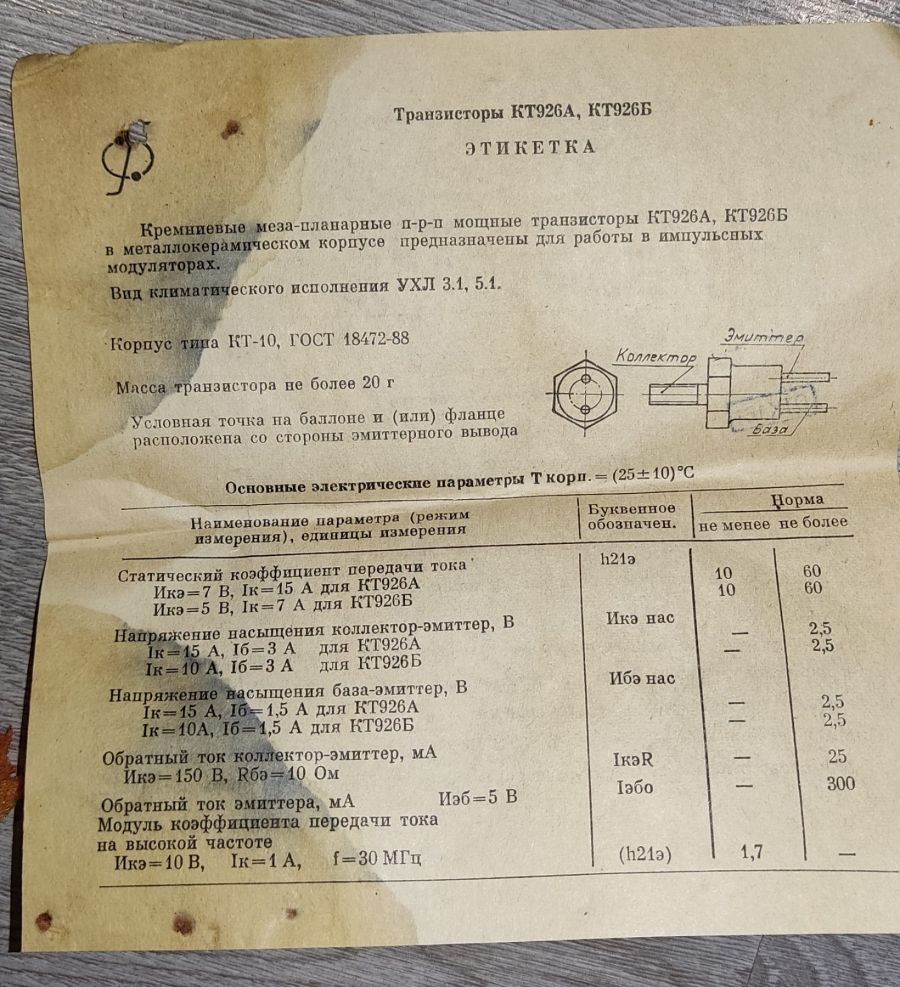 Транзисторы КТ926А, КТ926Б
ЭТИКЕТКА
Кремниевые меза-планарные п-р-п мощные транзисторы КТ926А, КТ926Б
в металлокерамическом корпусе предназначены для работы в импульсных
модуляторах.
Вид климатического исполнения УХЛ 3.1, 5.1.
Корпус типа КТ-10, ГОСТ 18472-88
Масса транзистора не более 20 г
Условная точка на баллоне и (или) фланце
расположена со стороны эмиттерного вывода
Коллектор
Эмиттер
База
Основные электрические параметры Т корп. = (25±10)°С
Наименование параметра (режим
измерения), единицы измерения
Буквенное
обозначен.
Норма
не менее не более
Статический коэффициент передачи тока h21э
Икэ=7 В, Iк=15 А для КТ926А 10 60
Икэ=5 В, Iк=7 А для КТ926Б 10 60
Напряжение насыщения коллектор-эмиттер, В Икэ нас
Iк=15 А, Iб=3 А для КТ926А — 2,5
Iк=10 А, Iб=3 А для КТ926Б — 2,5
Напряжение насыщения база-эмиттер, В Ибэ нас
Iк=15 А, Iб=1,5 А для КТ926А — 2,5
Iк=10А, Iб=1,5 А для КТ926Б — 2,5
Обратный ток коллектор-эмиттер, мА IкэR — 25
Икэ=150 В, Rбэ=10 Ом
Обратный ток эмиттера, мА Иэб=5 В Iэбо — 300
Модуль коэффициента передачи тока
на высокой частоте
Икэ=10 В, Iк=1 А, f=30 МГц (h21э) 1,7 —